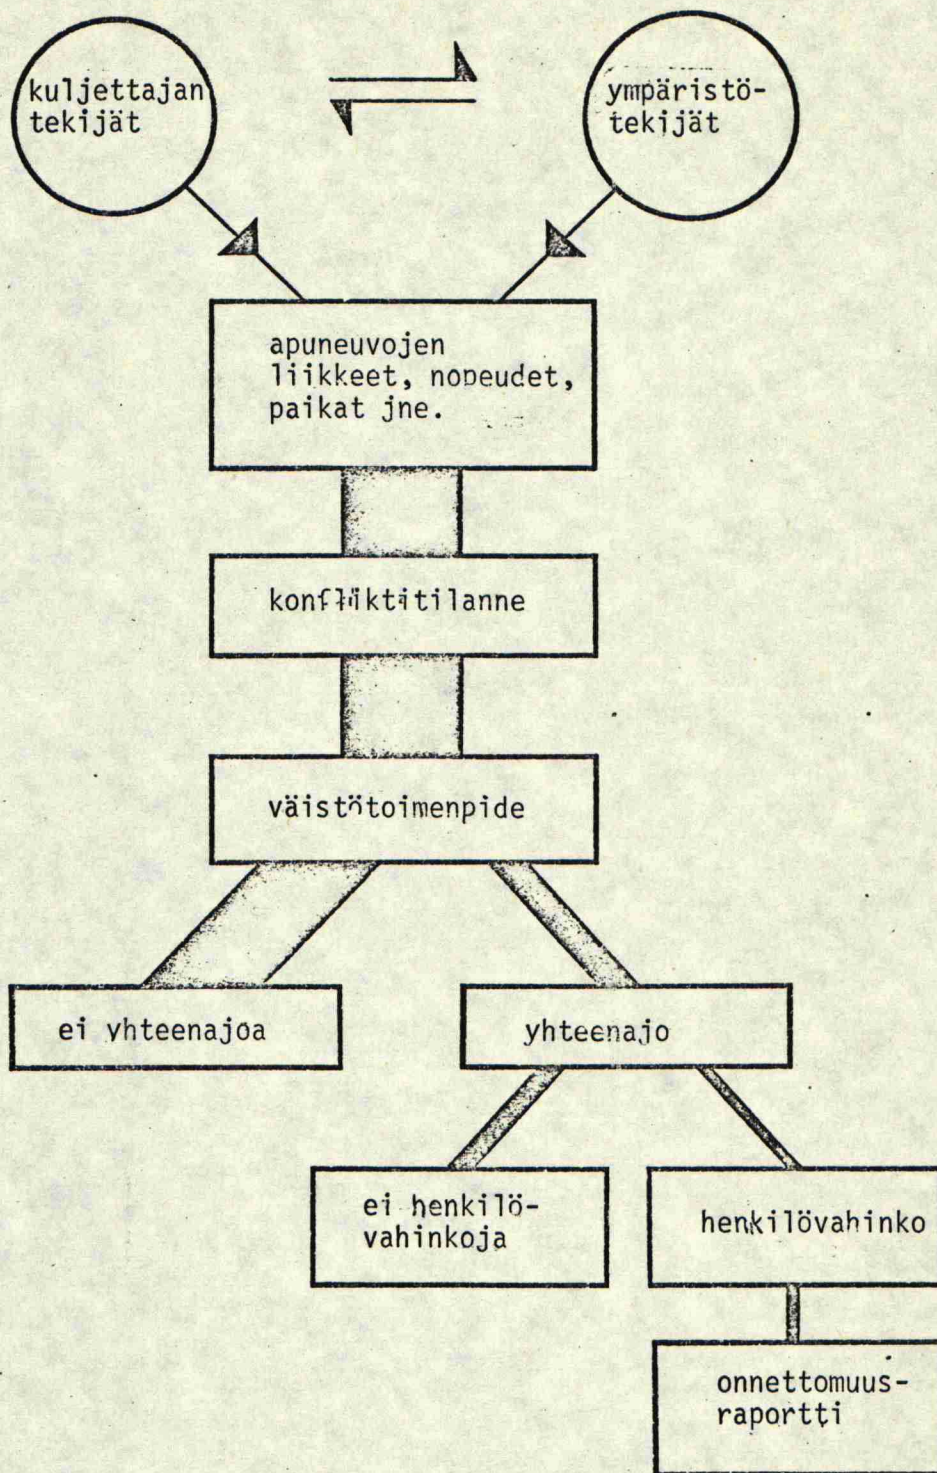 kuljettajan
tekijät
ympäristö-
tekijät
apuneuvojen
liikkeet, nopeudet,
paikat jne.
konfliktitilanne
väistötoimenpide
ei yhteenajoa
yhteenajo
ei henkilö-
vahinkoja
henkilövahinko
onnettomuus-
raportti